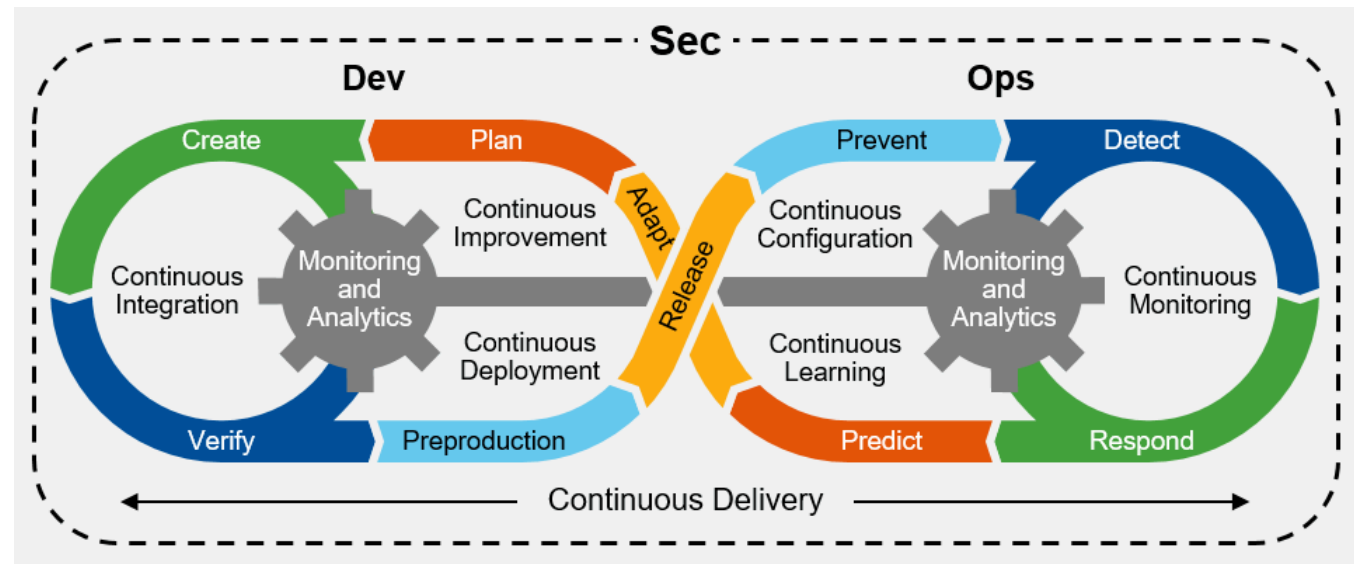 Sec
Dev
Ops
Create
Plan
Adapt
Release
Prevent
Detect
Continuous
Improvement
Continuous
Configuration
Continuous
Integration
Monitoring
and
Analytics
Monitoring
and
Analytics
Continuous
Monitoring
Continuous
Deployment
Continuous
Learning
Verify
Preproduction
Predict
Respond
Continuous Delivery